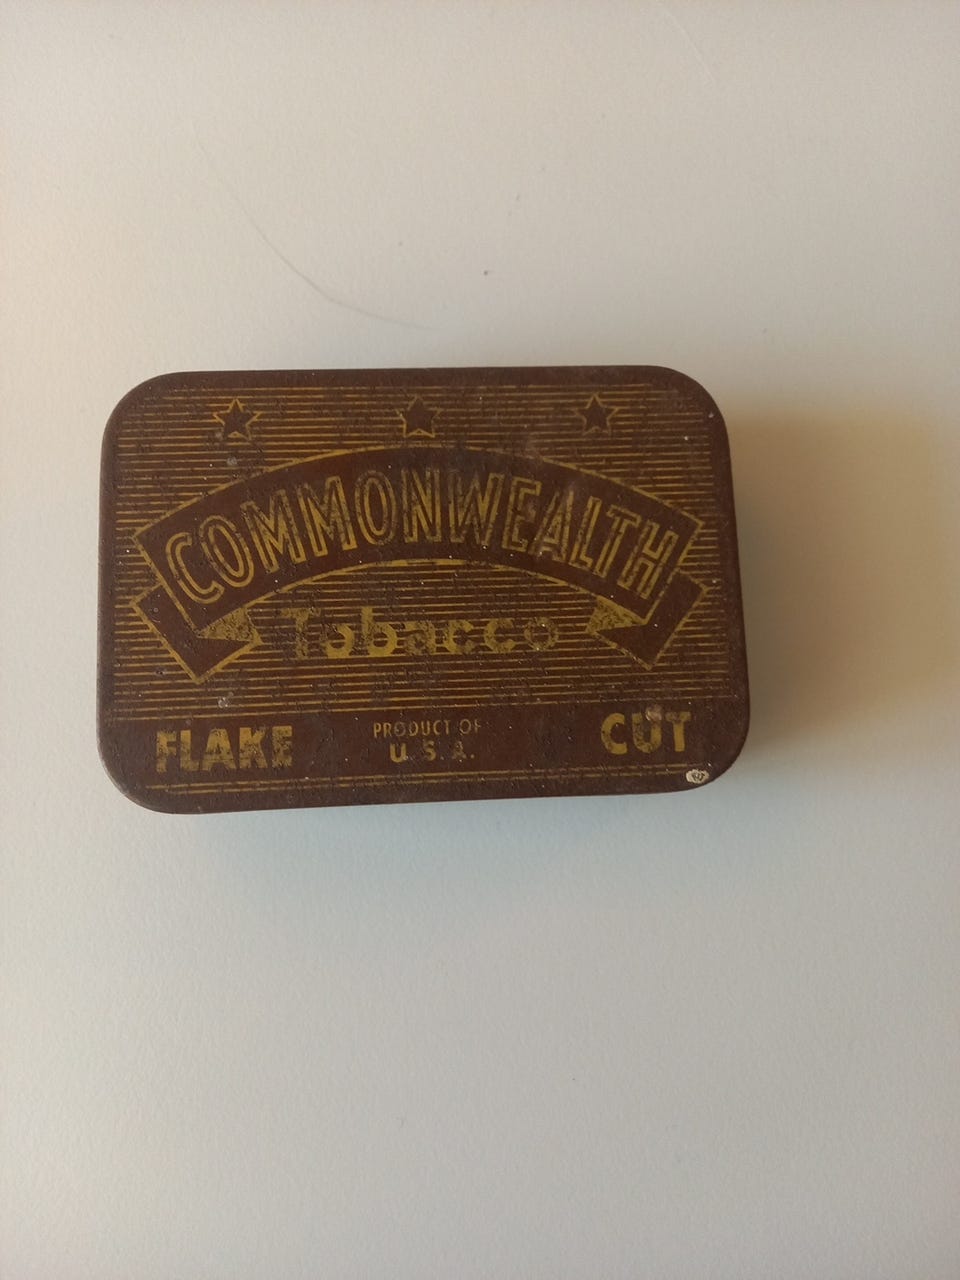 COMMONWEALTH
Tobacco
FLAKE PRODUCT OF CUT
U.S.A.